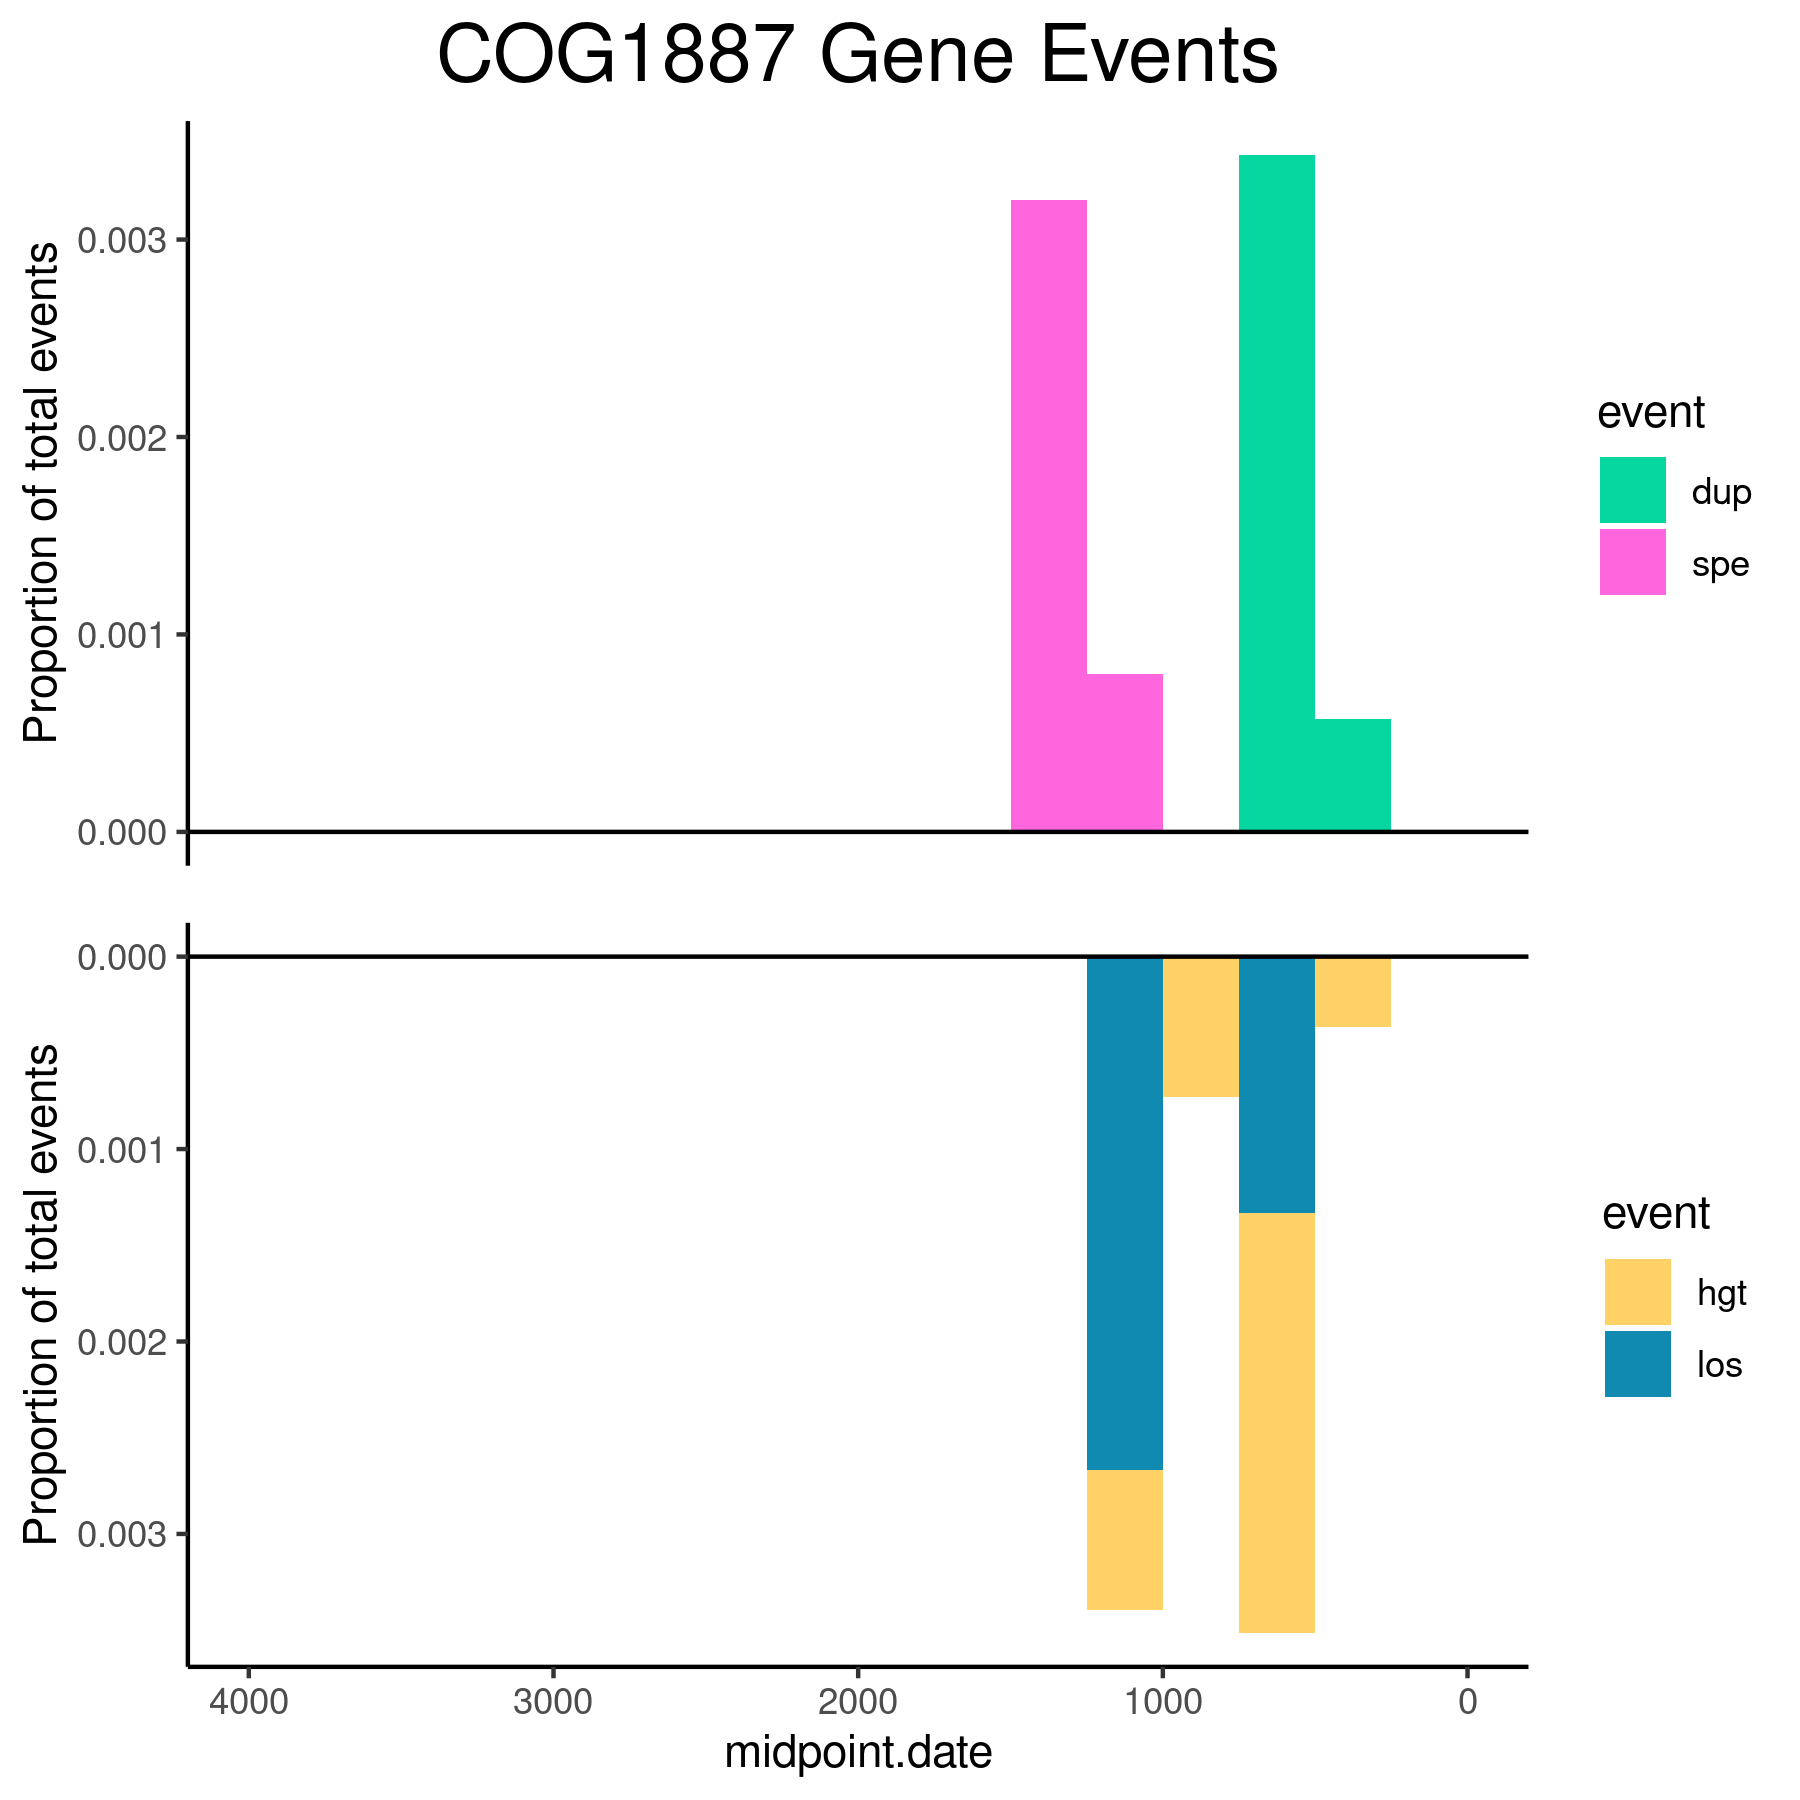 COG1887 Gene Events
Proportion of total events
0.003
0.002
0.001
0.000
event
dup
spe
Proportion of total events
0.000
0.001
0.002
0.003
event
hgt
los
4000 3000 2000 1000 0
midpoint.date